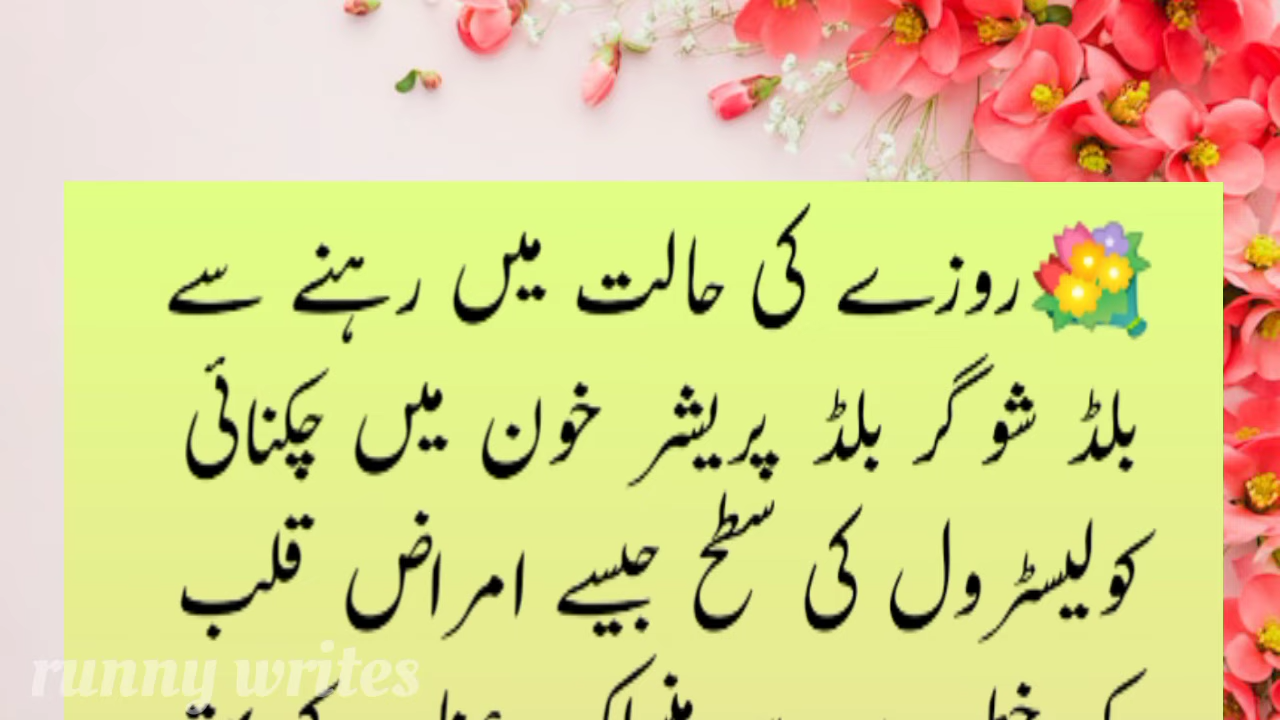 روزے کی حالت میں رہنے سے
بلڈ شوگر بلڈ پریشر خون میں چکنائی
کولیسٹرول کی سطح جیسے امراض قلب
runny writes